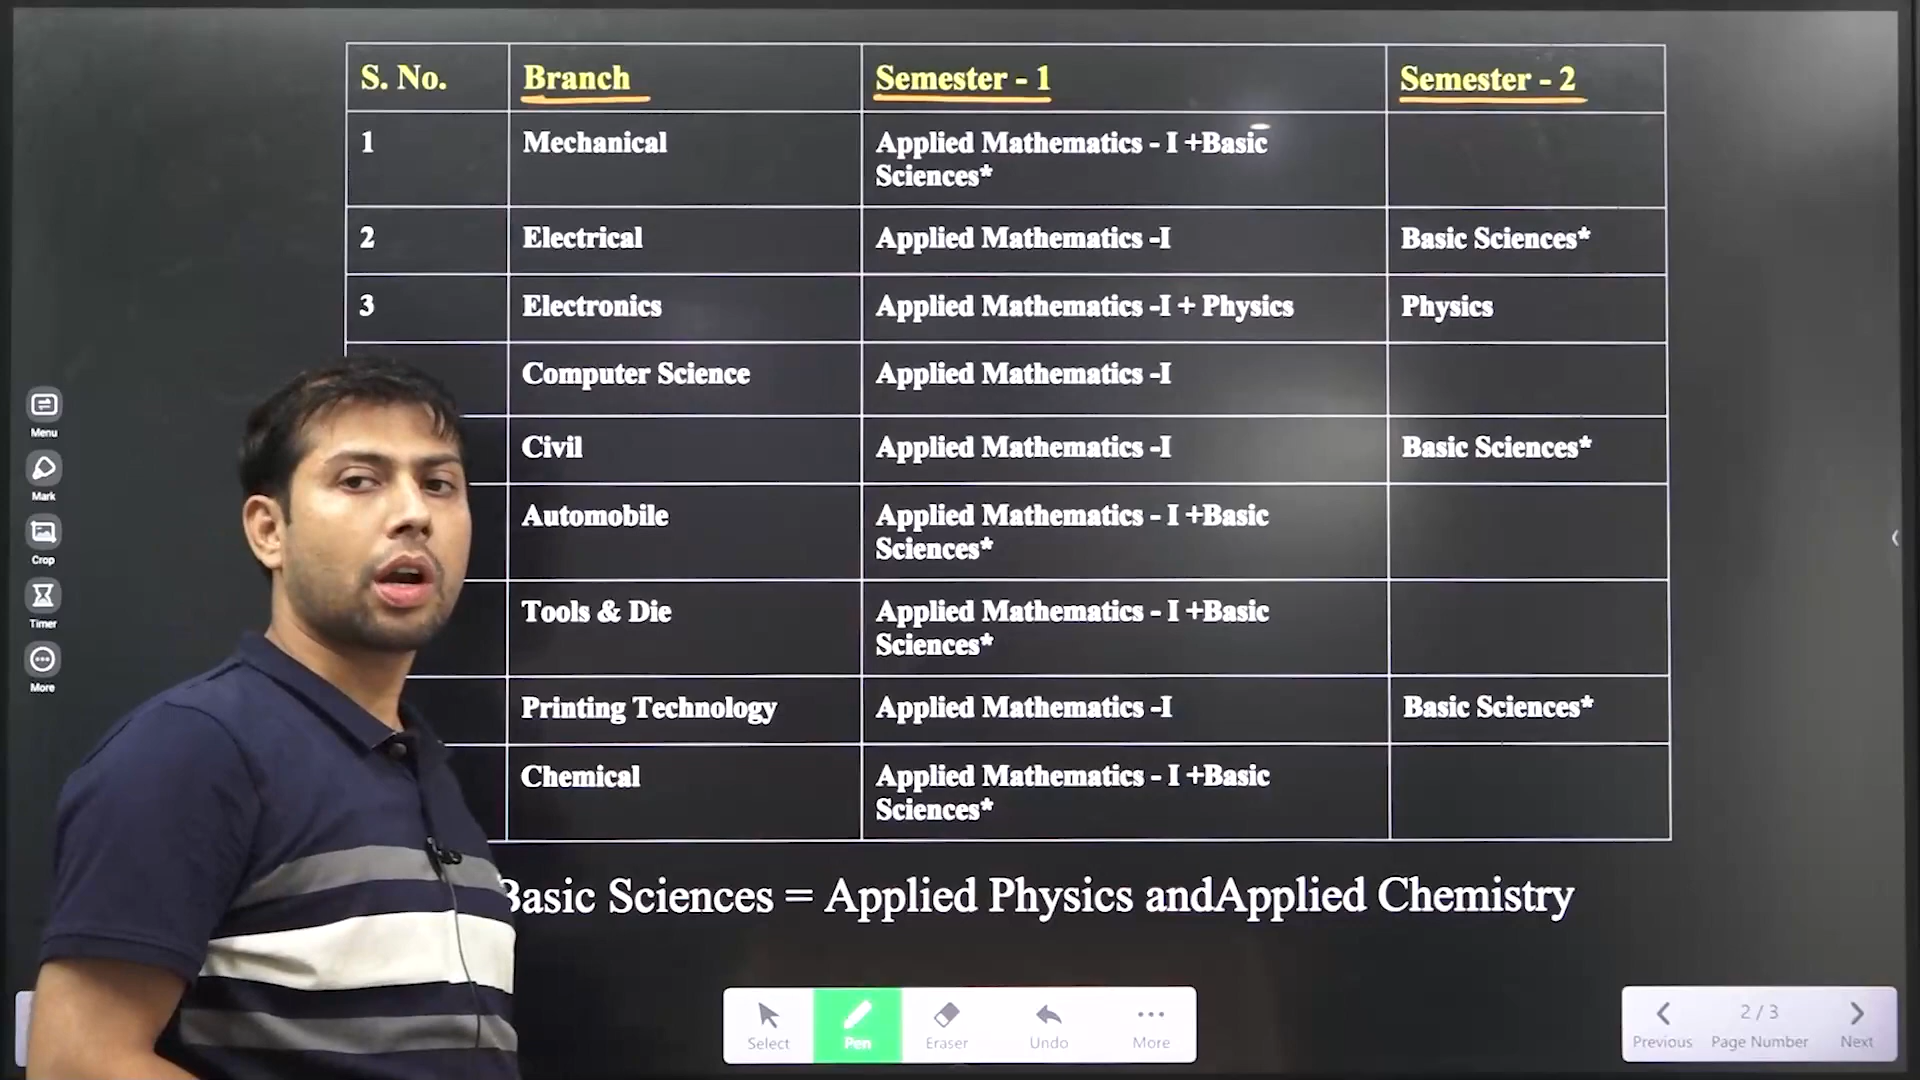 S. No. Branch Semester - 1 Semester - 2
1 Mechanical Applied Mathematics - I +Basic
Sciences*
2 Electrical Applied Mathematics -I Basic Sciences*
3 Electronics Applied Mathematics -I + Physics Physics
Computer Science Applied Mathematics -I
Civil Applied Mathematics -I Basic Sciences*
Automobile Applied Mathematics - I +Basic
Sciences*
Tools & Die Applied Mathematics - I +Basic
Sciences*
Printing Technology Applied Mathematics -I Basic Sciences*
Chemical Applied Mathematics - I +Basic
Sciences*
Basic Sciences = Applied Physics andApplied Chemistry
Menu
Mark
Crop
Timer
More
Select Pen Eraser Undo More
2 / 3
Previous Page Number Next